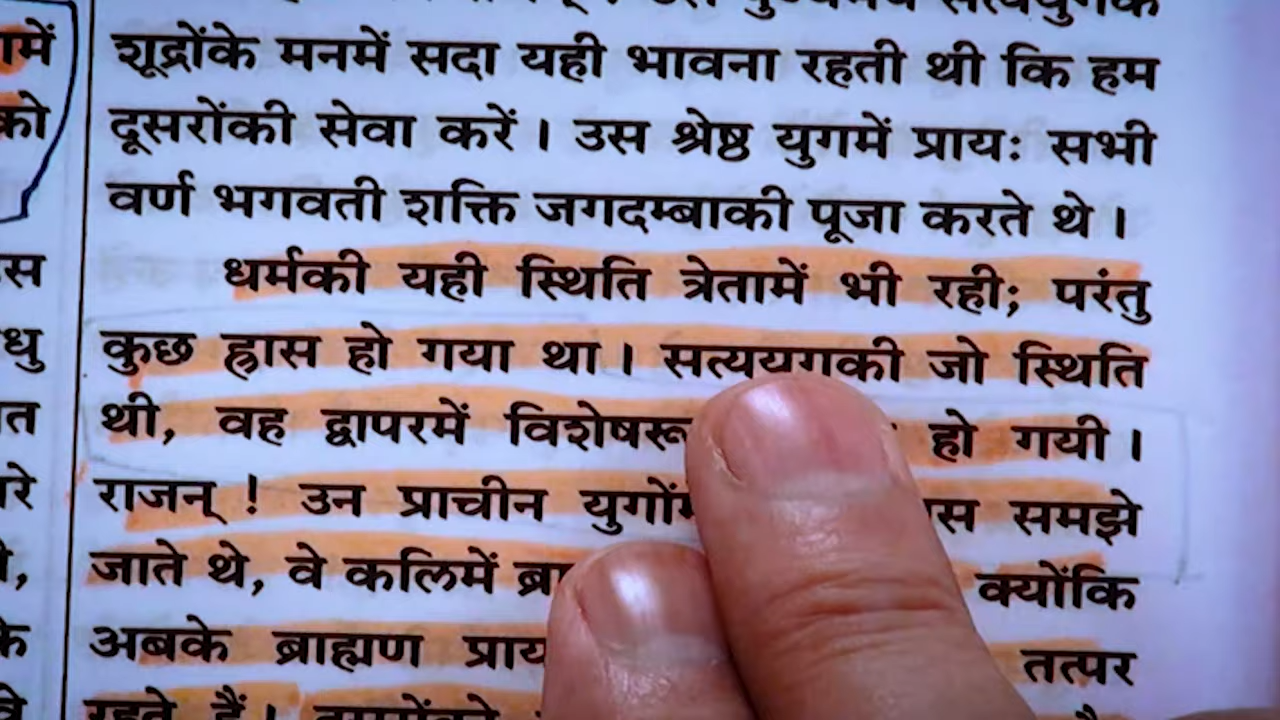 शूद्रोंके मनमें सदा यही भावना रहती थी कि हम
दूसरोंकी सेवा करें। उस श्रेष्ठ युगमें प्रायः सभी
वर्ण भगवती शक्ति जगदम्बाकी पूजा करते थे।
धर्मकी यही स्थिति त्रेतामें भी रही; परंतु
कुछ ह्रास हो गया था। सत्ययुगकी जो स्थिति
थी, वह द्वापरमें हो गयी।
राजन् ! उन प्राचीन समझे
जाते थे, वे कलिमें क्योंकि
अबके ब्राह्मण तत्पर
रहते हैं।